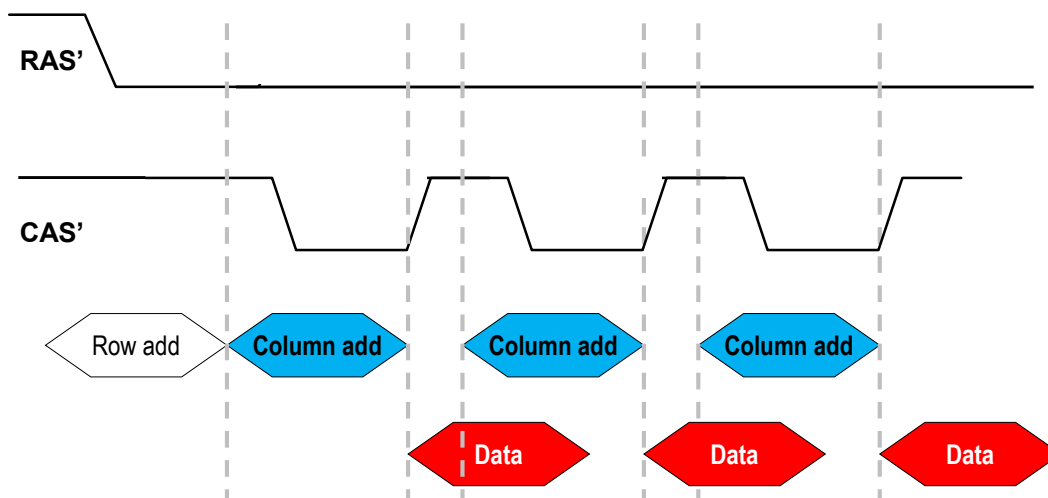 RAS’
CAS’
Row add
Column add
Column add
Column add
Data
Data
Data